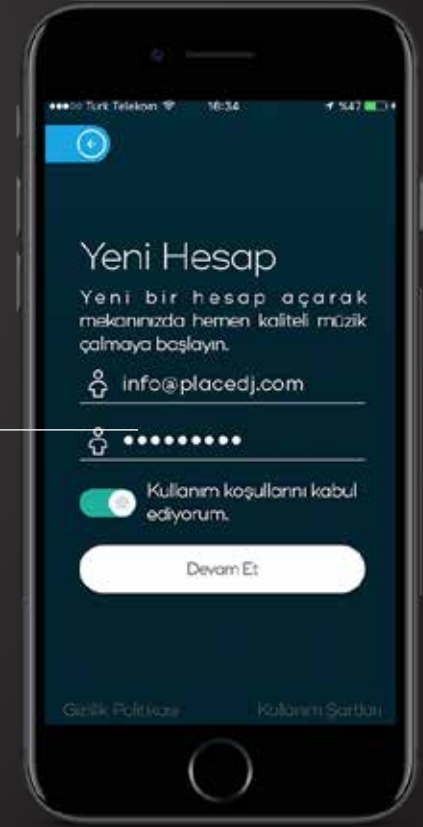 Turk Telekom 16:34 %47
Yeni Hesap
Yeni bir hesap açarak
mekanınızda hemen kaliteli müzik
çalmaya başlayın.
info@placedj.com
•••••••••
Kullanım koşullarını kabul
ediyorum.
Devam Et
Gizlilik Politikası Kullanım Şartları